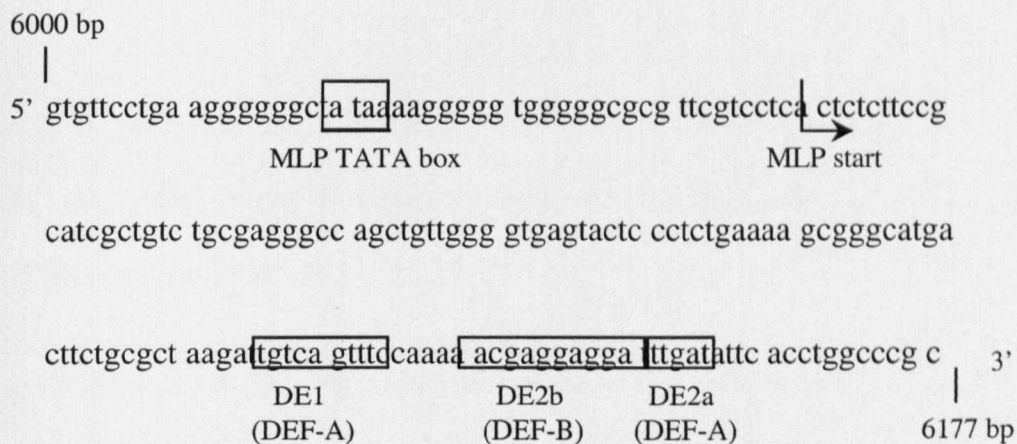 6000 bp
5' gtgttcctga aggggggcta taaaaggggg tgggggcgcg ttcgtcctca ctctcttccg
MLP TATA box MLP start
catcgctgtc tgcgagggcc agctgttggg gtgagtactc cctctgaaaa gcgggcatga
cttctgcgct aagattgtca gtttccaaaa acgaggagga tttgatattc acctggcccg c 3'
DE1 DE2b DE2a
(DEF-A) (DEF-B) (DEF-A)
6177 bp